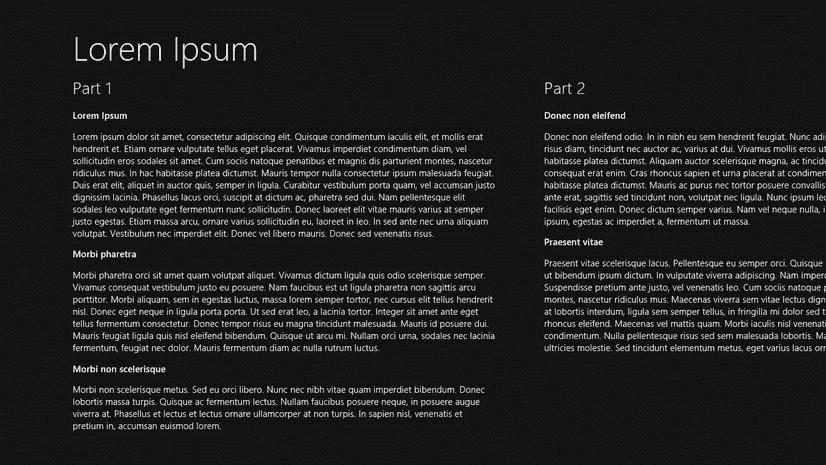 Lorem Ipsum
Part 1
Lorem Ipsum
Lorem ipsum dolor sit amet, consectetur adipiscing elit. Quisque condimentum iaculis elit, et mollis erat
hendrerit et. Etiam ornare vulputate tellus eget placerat. Vivamus imperdiet condimentum diam, vel
sollicitudin eros sodales sit amet. Cum sociis natoque penatibus et magnis dis parturient montes, nascetur
ridiculus mus. In hac habitasse platea dictumst. Mauris tempor nulla consectetur ipsum malesuada feugiat.
Duis erat elit, aliquet in auctor quis, semper in ligula. Curabitur vestibulum porta quam, vel accumsan justo
dignissim lacinia. Phasellus lacus orci, suscipit at dictum ac, pharetra sed dui. Nam pellentesque elit
sodales leo vulputate eget fermentum nunc sollicitudin. Donec laoreet elit vitae mauris varius at semper
justo egestas. Etiam massa arcu, ornare varius sollicitudin eu, laoreet in leo. In sed ante nec urna aliquam
volutpat. Vestibulum nec imperdiet elit. Donec vel libero mauris. Donec sed venenatis risus.
Morbi pharetra
Morbi pharetra orci sit amet quam volutpat aliquet. Vivamus dictum ligula quis odio scelerisque semper.
Vivamus consequat vestibulum justo eu posuere. Nam faucibus est ut ligula pharetra non sagittis arcu
porttitor. Morbi aliquam, sem in egestas luctus, massa lorem semper tortor, nec cursus elit tellus hendrerit
nisl. Donec eget neque in ligula porta porta. Ut sed erat leo, a lacinia tortor. Integer sit amet ante eget
tellus fermentum consectetur. Donec tempor risus eu magna tincidunt malesuada. Mauris id posuere dui.
Mauris feugiat ligula quis nisl eleifend bibendum. Quisque ut arcu mi. Nullam orci urna, sodales nec lacinia
fermentum, feugiat nec dolor. Mauris fermentum diam ac nulla rutrum luctus.
Morbi non scelerisque
Morbi non scelerisque metus. Sed eu orci libero. Nunc nec nibh vitae quam imperdiet bibendum. Donec
lobortis massa turpis. Quisque ac fermentum lectus. Nullam faucibus posuere neque, in posuere augue
viverra at. Phasellus et lectus et lectus ornare ullamcorper at non turpis. In sapien nisl, venenatis et
pretium in, accumsan euismod lorem.
Part 2
Donec non eleifend
Donec non eleifend odio. In in nibh eu sem hendrerit feugiat. Nunc adi
risus diam, tincidunt nec auctor ac, varius at dui. Vivamus mollis eros ut
habitasse platea dictumst. Aliquam auctor scelerisque magna, ac tincidu
consequat erat enim. Cras rhoncus sapien et urna placerat at condimen
habitasse platea dictumst. Mauris ac purus nec tortor posuere convallis
ante erat, sagittis sed tincidunt non, volutpat nec ligula. Nunc ipsum leo
facilisis eget enim. Donec dictum semper varius. Nam vel neque nulla, i
ipsum, egestas ac imperdiet a, fermentum ut massa.
Praesent vitae
Praesent vitae scelerisque lacus. Pellentesque eu semper orci. Quisque
ut bibendum ipsum dictum. In vulputate viverra adipiscing. Nam imperd
Suspendisse pretium ante justo, vel venenatis leo. Cum sociis natoque p
montes, nascetur ridiculus mus. Maecenas viverra sem vitae lectus dign
at lobortis interdum, ligula sem semper tellus, in fringilla mi dolor sed t
rhoncus eleifend. Maecenas vel mattis quam. Morbi iaculis nisl venenati
condimentum. Nulla pellentesque risus sed sem malesuada lobortis. Ma
ultricies molestie. Sed tincidunt elementum metus, eget varius lacus orn